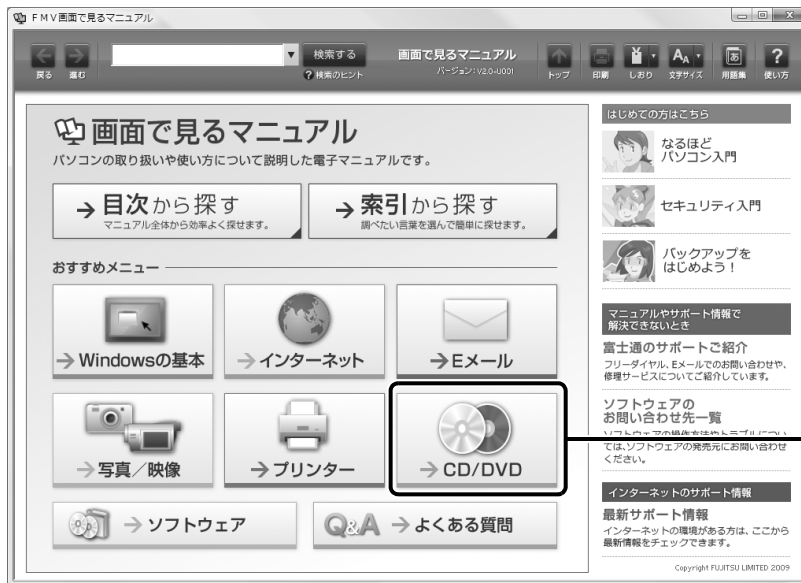 FMV画面で見るマニュアル
戻る 進む
検索する
検索のヒント
画面で見るマニュアル
バージョン：V2.0-U001
トップ 印刷 しおり 文字サイズ 用語集 使い方
画面で見るマニュアル
パソコンの取り扱いや使い方について説明した電子マニュアルです。
→目次から探す
マニュアル全体から効率よく探せます。
→索引から探す
調べたい言葉を選んで簡単に探せます。
おすすめメニュー
→Windowsの基本
→インターネット
→Eメール
→写真／映像
→プリンター
→CD/DVD
→ソフトウェア
Q&A →よくある質問
はじめての方はこちら
なるほど
パソコン入門
セキュリティ入門
バックアップを
はじめよう！
マニュアルやサポート情報で
解決できないとき
富士通のサポートご紹介
フリーダイヤル、Eメールでのお問い合わせや、
修理サービスについてご紹介しています。
ソフトウェアの
お問い合わせ先一覧
ソフトウェアの操作方法やトラブルについ
ては、ソフトウェアの発売元にお問い合わせ
ください。
インターネットのサポート情報
最新サポート情報
インターネットの環境がある方は、ここから
最新情報をチェックできます。
Copyright FUJITSU LIMITED 2009